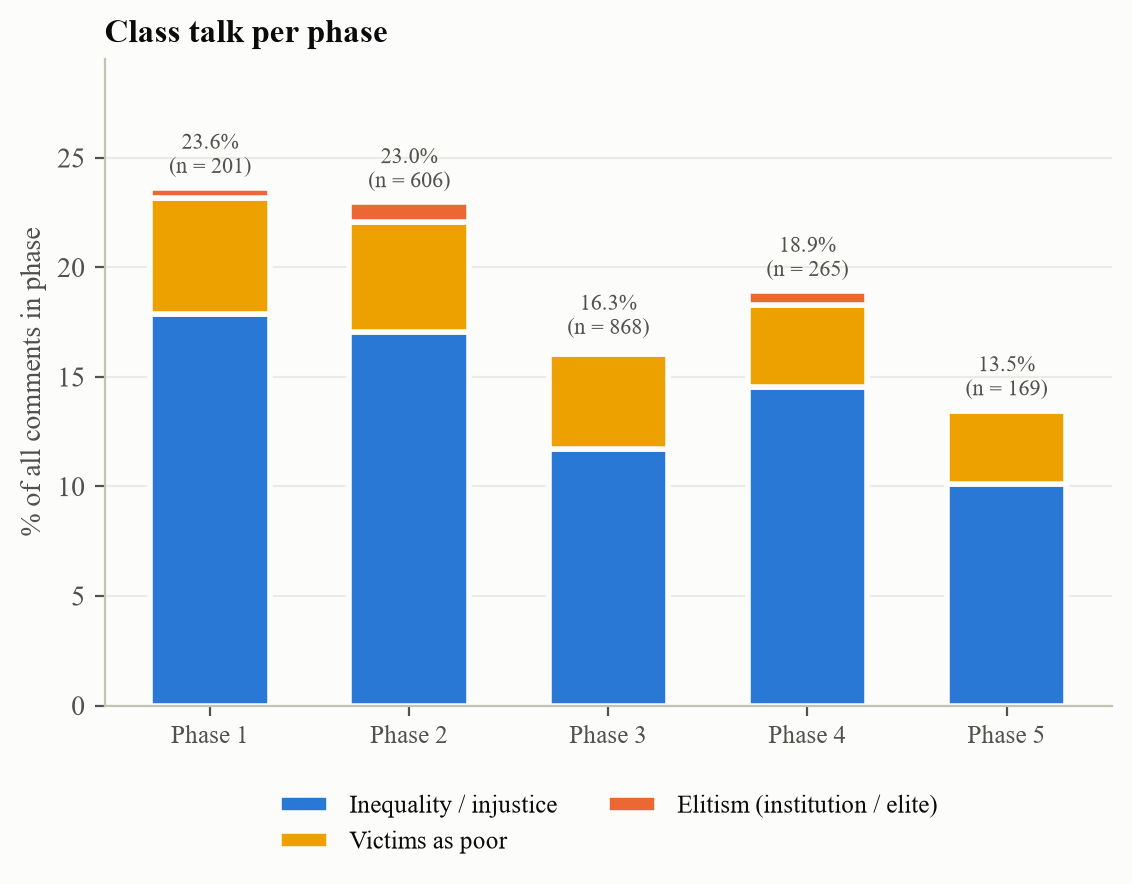 Class talk per phase
% of all comments in phase
25
20
15
10
5
0
23.6%
(n = 201)
23.0%
(n = 606)
16.3%
(n = 868)
18.9%
(n = 265)
13.5%
(n = 169)
Phase 1
Phase 2
Phase 3
Phase 4
Phase 5
Inequality / injustice
Victims as poor
Elitism (institution / elite)